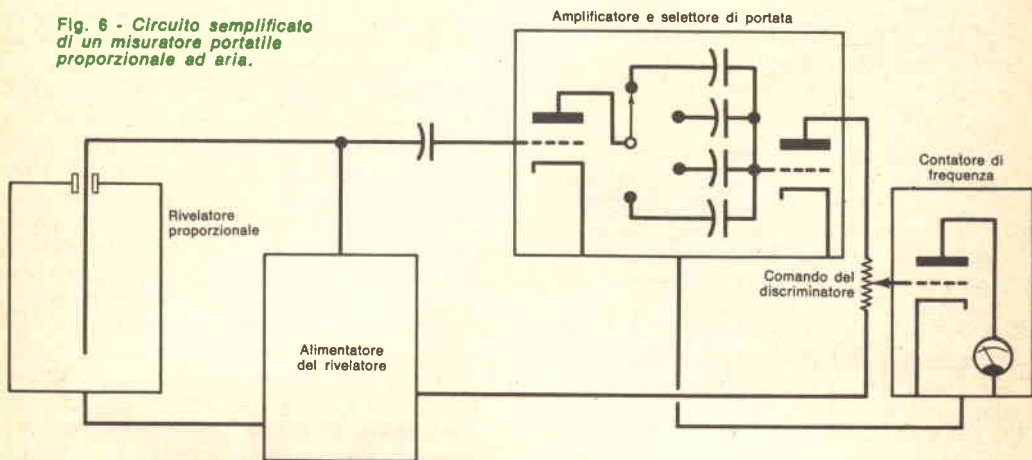 Fig. 6 - Circuito semplificato
di un misuratore portatile
proporzionale ad aria.
Amplificatore e selettore di portata
Rivelatore
proporzionale
Alimentatore
del rivelatore
Comando del
discriminatore
Contatore di
frequenza